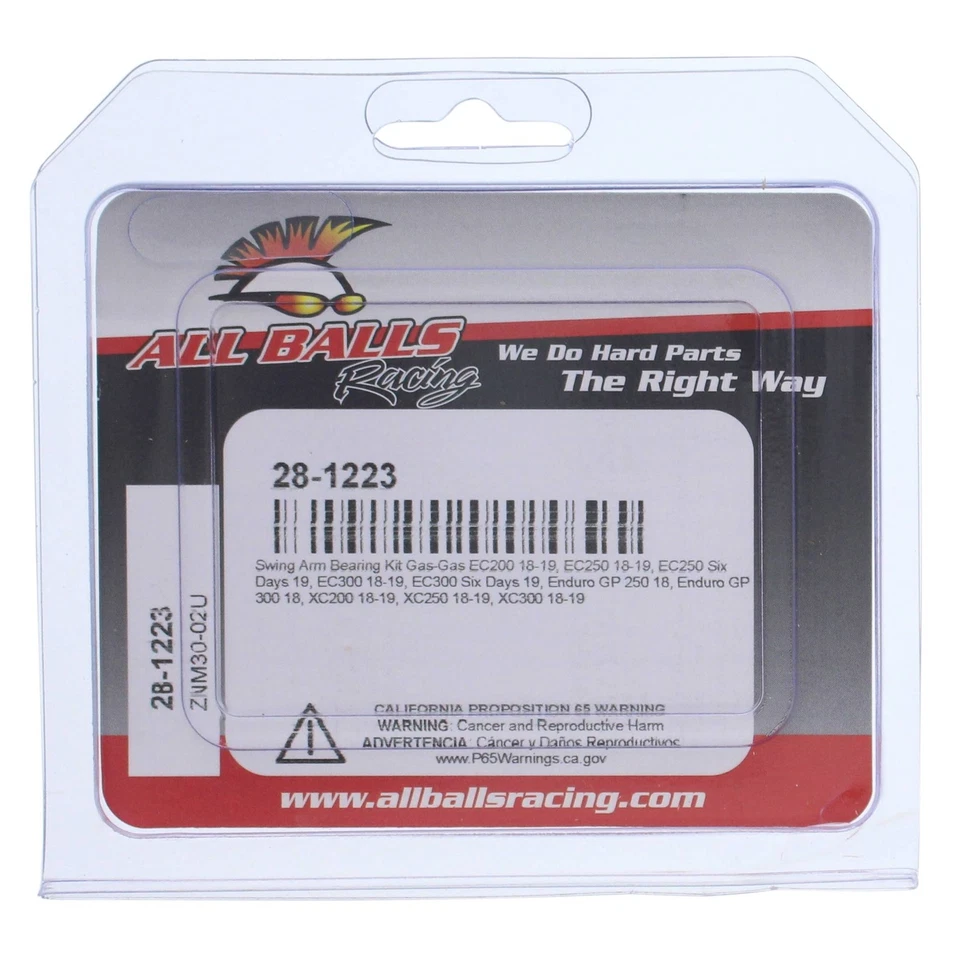 ALL BALLS
Racing
We Do Hard Parts
The Right Way
28-1223
Swing Arm Bearing Kit Gas-Gas EC200 18-19, EC250 18-19, EC250 Six
Days 19, EC300 18-19, EC300 Six Days 19, Enduro GP 250 18, Enduro GP
300 18, XC200 18-19, XC250 18-19, XC300 18-19
28-1223
ZNM30-02U
CALIFORNIA PROPOSITION 65 WARNING
WARNING: Cancer and Reproductive Harm
ADVERTENCIA: Cáncer y Daños Reproductivos
www.P65Warnings.ca.gov
www.allballsracing.com